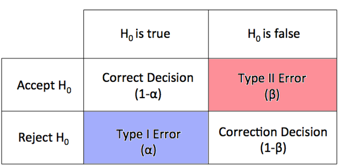 H₀ is true
H₀ is false
Accept H₀
Correct Decision
(1-α)
Type II Error
(β)
Reject H₀
Type I Error
(α)
Correction Decision
(1-β)